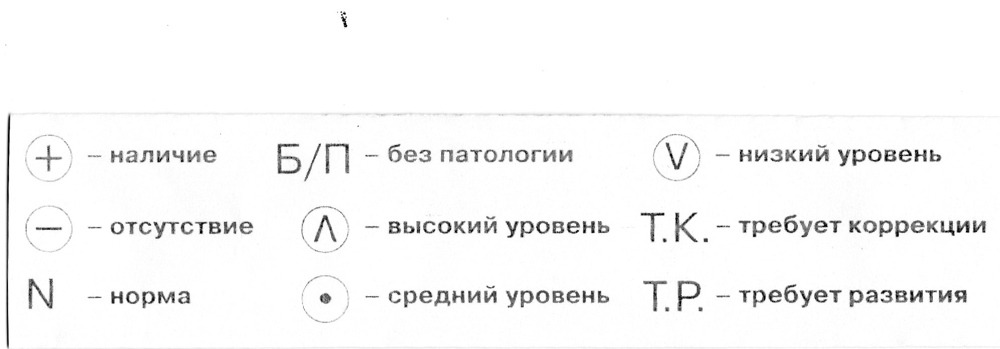 ⊕ – наличие Б/П – без патологии Ⓥ – низкий уровень
⊖ – отсутствие Ⓛ – высокий уровень Т.К. – требует коррекции
N – норма ⊙ – средний уровень Т.Р. – требует развития